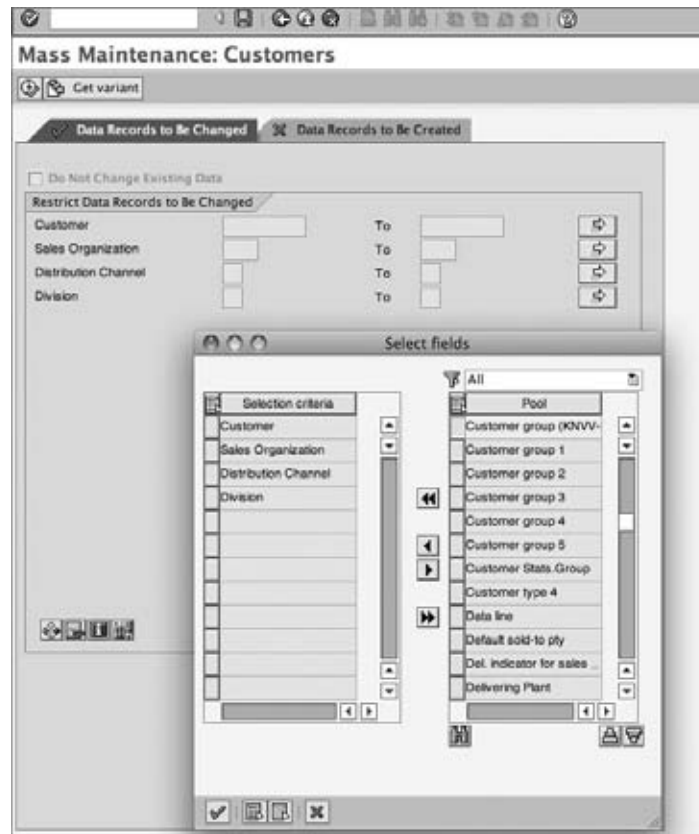 Mass Maintenance: Customers
Get variant
Data Records to Be Changed
Data Records to Be Created
Do Not Change Existing Data
Restrict Data Records to Be Changed
Customer To
Sales Organization To
Distribution Channel To
Division To
Select fields
All
Selection criteria
Customer
Sales Organization
Distribution Channel
Division
Pool
Customer group (KNVV-
Customer group 1
Customer group 2
Customer group 3
Customer group 4
Customer group 5
Customer Stats.Group
Customer type 4
Data line
Default sold-to pty
Del. indicator for sales ..
Delivering Plant